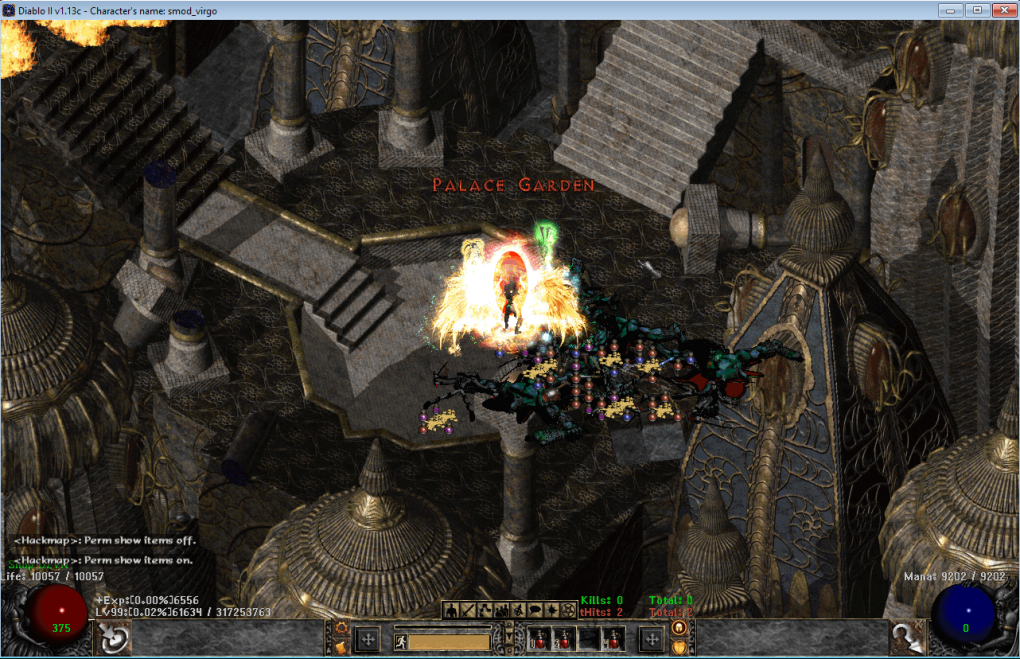 Diablo II v1.13c - Character's name: smod_virgo
PALACE GARDEN
<Hackmap>: Perm show items off.
<Hackmap>: Perm show items on.
Life: 10057 / 10057
Mana: 9202 / 9202
+Exp:[0.00%]6556
Kills: 0 Total: 0
Lv99:[0.02%]61634 / 317253763
tHits: 2 Total: 2
375
0